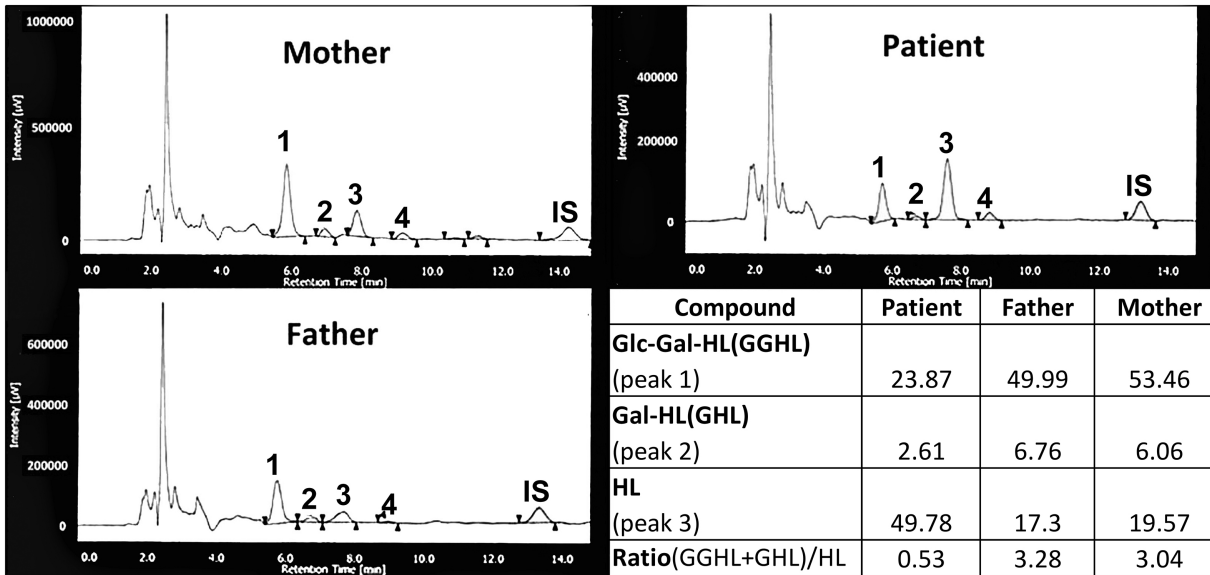 Mother
Intensity [µV]
1000000
500000
0
1
2
3
4
IS
0.0 2.0 4.0 6.0 8.0 10.0 12.0 14.0
Retention Time [min]
Patient
Intensity [µV]
400000
200000
0
1
2
3
4
IS
0.0 2.0 4.0 6.0 8.0 10.0 12.0 14.0
Retention Time [min]
Father
Intensity [µV]
600000
400000
200000
0
1
2
3
4
IS
0.0 2.0 4.0 6.0 8.0 10.0 12.0 14.0
Retention Time [min]
Compound Patient Father Mother
Glc-Gal-HL(GGHL)
(peak 1) 23.87 49.99 53.46
Gal-HL(GHL)
(peak 2) 2.61 6.76 6.06
HL
(peak 3) 49.78 17.3 19.57
Ratio(GGHL+GHL)/HL 0.53 3.28 3.04